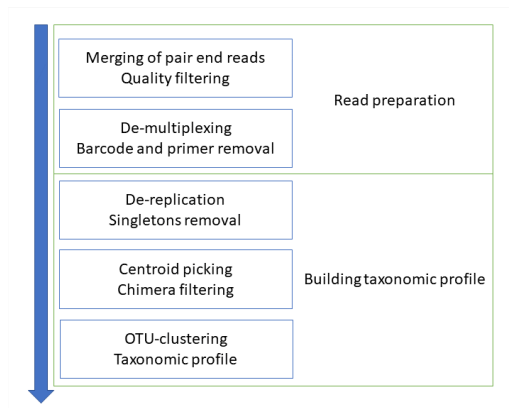 Merging of pair end reads
Quality filtering
Read preparation
De-multiplexing
Barcode and primer removal
De-replication
Singletons removal
Centroid picking
Chimera filtering
Building taxonomic profile
OTU-clustering
Taxonomic profile